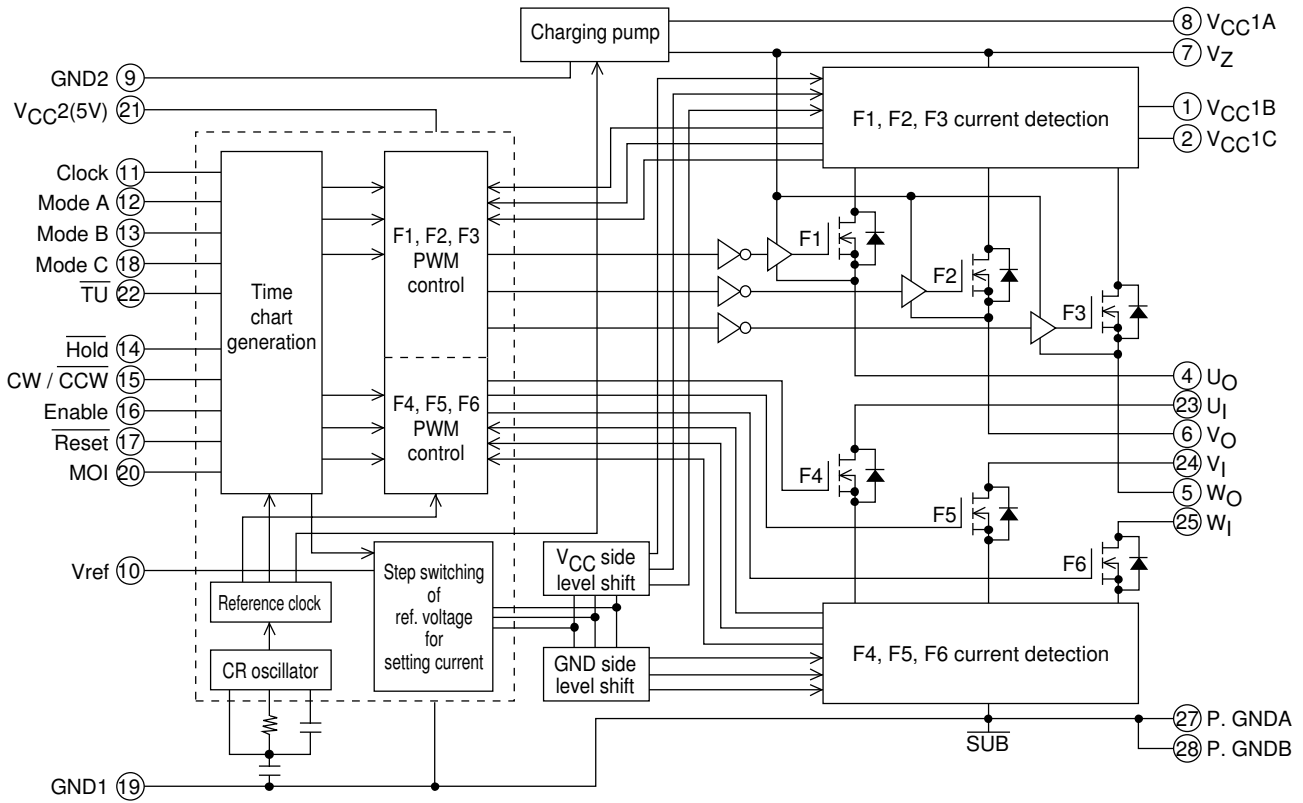 Charging pump
8 VCC1A
7 VZ
GND2 9
VCC2(5V) 21
F1, F2, F3 current detection
1 VCC1B
2 VCC1C
Clock 11
Mode A 12
Mode B 13
Mode C 18
TU 22
Hold 14
CW / CCW 15
Enable 16
Reset 17
MOI 20
Time
chart
generation
F1, F2, F3
PWM
control
F4, F5, F6
PWM
control
F1
F2
F3
4 UO
23 UI
6 VO
24 VI
5 WO
25 WI
F4
F5
F6
Vref 10
Reference clock
CR oscillator
Step switching
of
ref. voltage
for
setting current
VCC side
level shift
GND side
level shift
F4, F5, F6 current detection
SUB
27 P. GNDA
28 P. GNDB
GND1 19